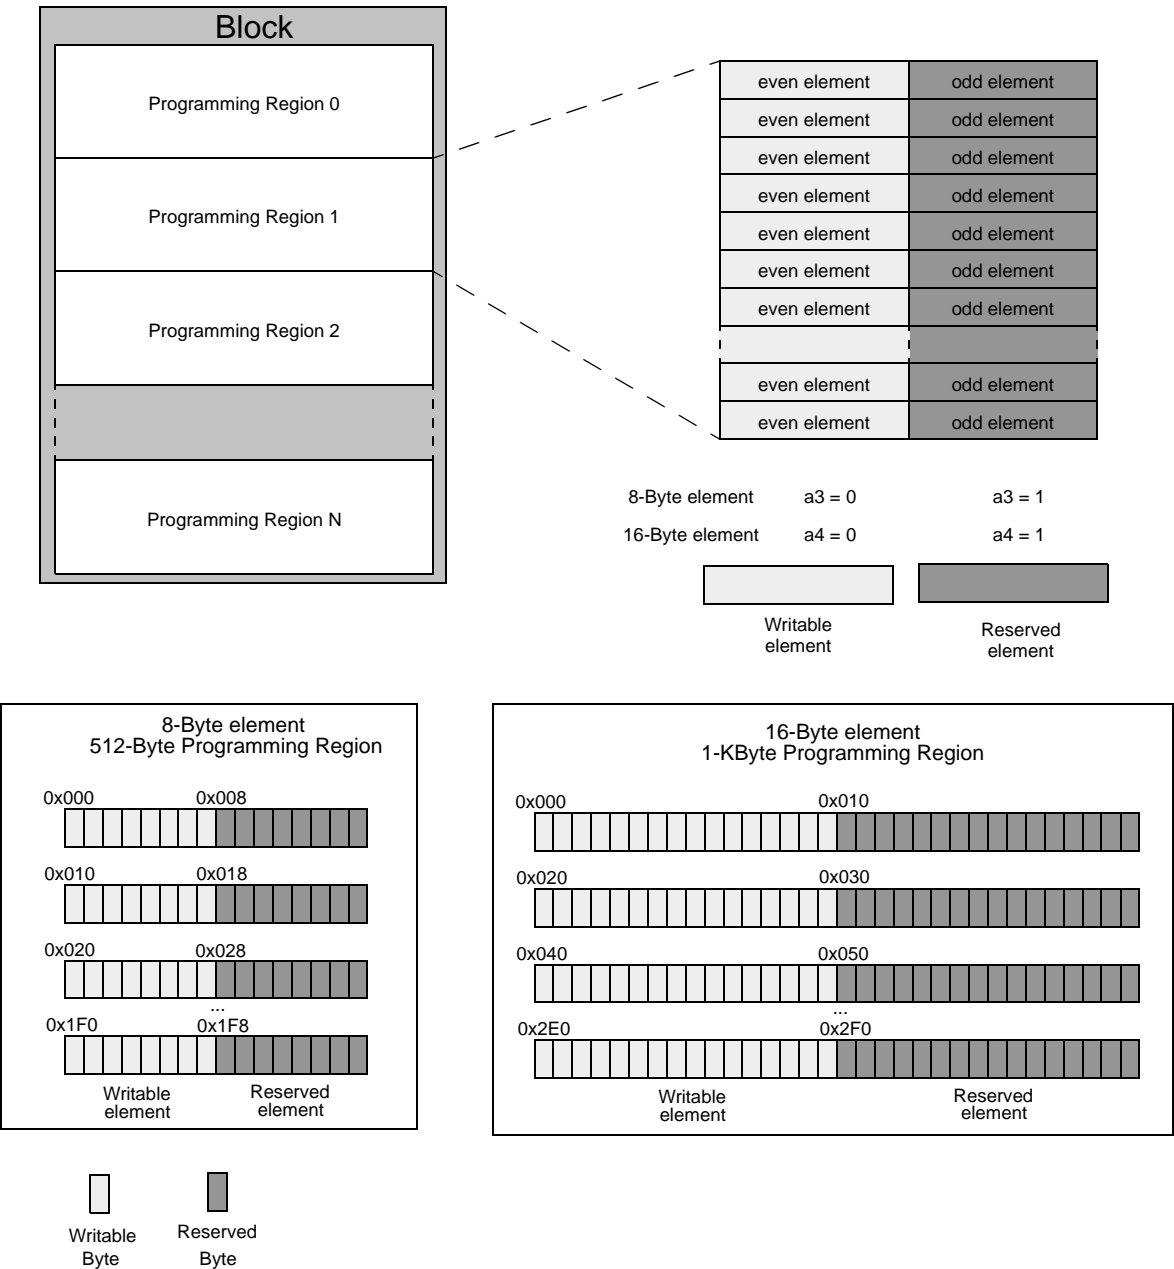 Block
Programming Region 0
Programming Region 1
Programming Region 2
Programming Region N
even element odd element
even element odd element
even element odd element
even element odd element
even element odd element
even element odd element
even element odd element
even element odd element
even element odd element
8-Byte element a3 = 0 a3 = 1
16-Byte element a4 = 0 a4 = 1
Writable
element
Reserved
element
8-Byte element
512-Byte Programming Region
0x000 0x008
0x010 0x018
0x020 0x028
...
0x1F0 0x1F8
Writable
element
Reserved
element
16-Byte element
1-KByte Programming Region
0x000 0x010
0x020 0x030
0x040 0x050
...
0x2E0 0x2F0
Writable
element
Reserved
element
Writable
Byte
Reserved
Byte